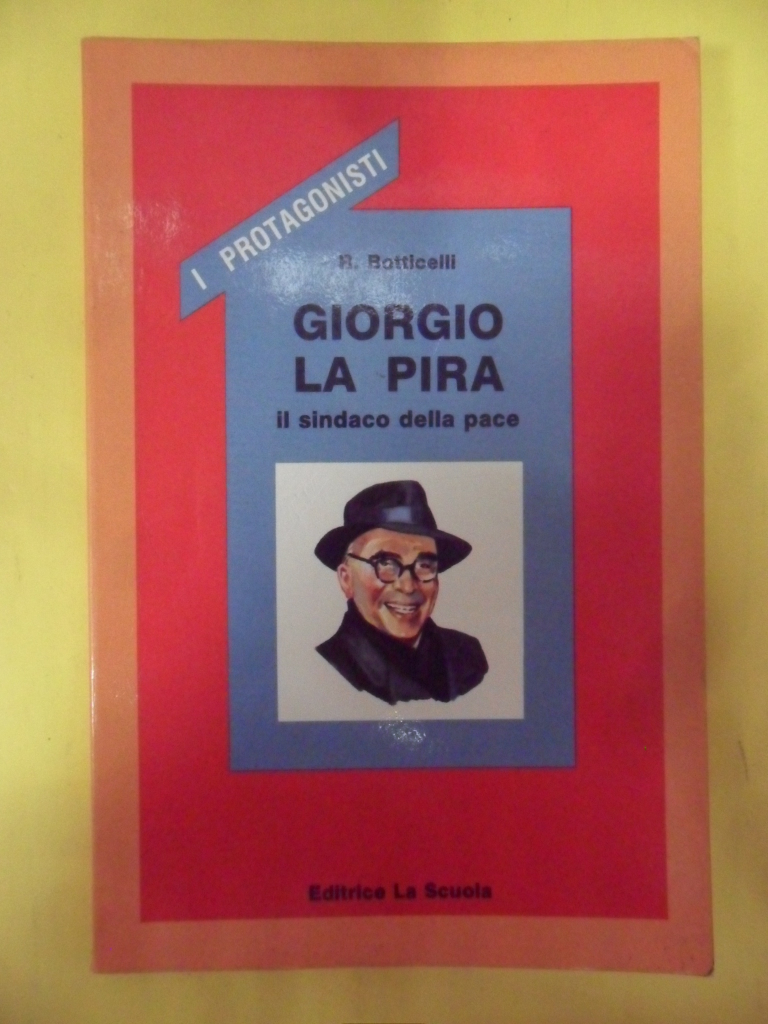 I PROTAGONISTI
R. Botticelli
GIORGIO
LA PIRA
il sindaco della pace
Editrice La Scuola